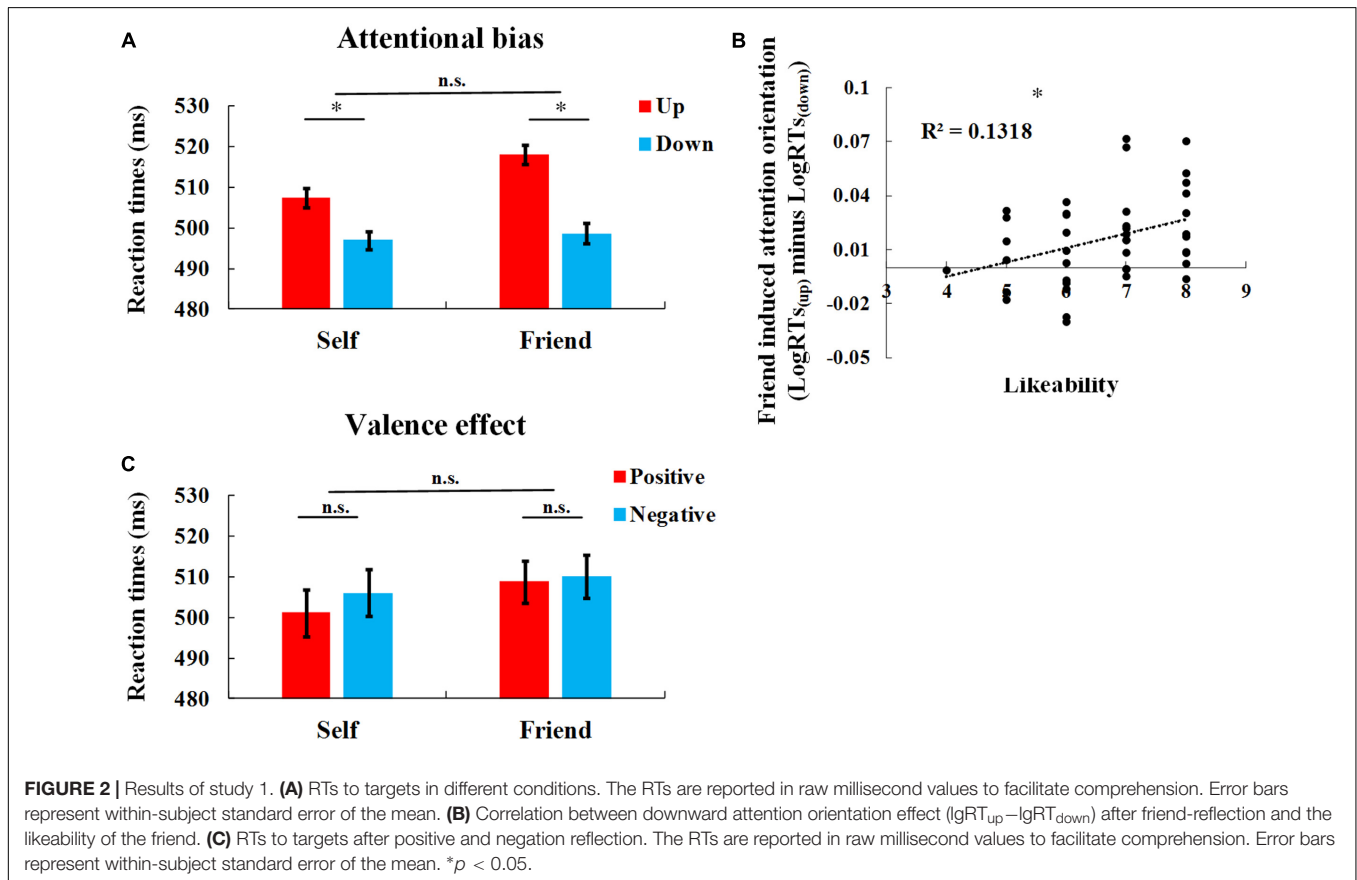 A
Attentional bias
n.s.
* *
Up
Down
Reaction times (ms)
530
520
510
500
490
480
Self Friend
B
Friend induced attention orientation
(LogRTs(up) minus LogRTs(down))
*
R² = 0.1318
0.1
0.07
0.04
0.01
-0.02
-0.05
3 4 5 6 7 8 9
Likeability
C
Valence effect
n.s.
n.s. n.s.
Positive
Negative
Reaction times (ms)
530
520
510
500
490
480
Self Friend
FIGURE 2 | Results of study 1. (A) RTs to targets in different conditions. The RTs are reported in raw millisecond values to facilitate comprehension. Error bars
represent within-subject standard error of the mean. (B) Correlation between downward attention orientation effect (lgRTup−lgRTdown) after friend-reflection and the
likeability of the friend. (C) RTs to targets after positive and negation reflection. The RTs are reported in raw millisecond values to facilitate comprehension. Error bars
represent within-subject standard error of the mean. *p < 0.05.